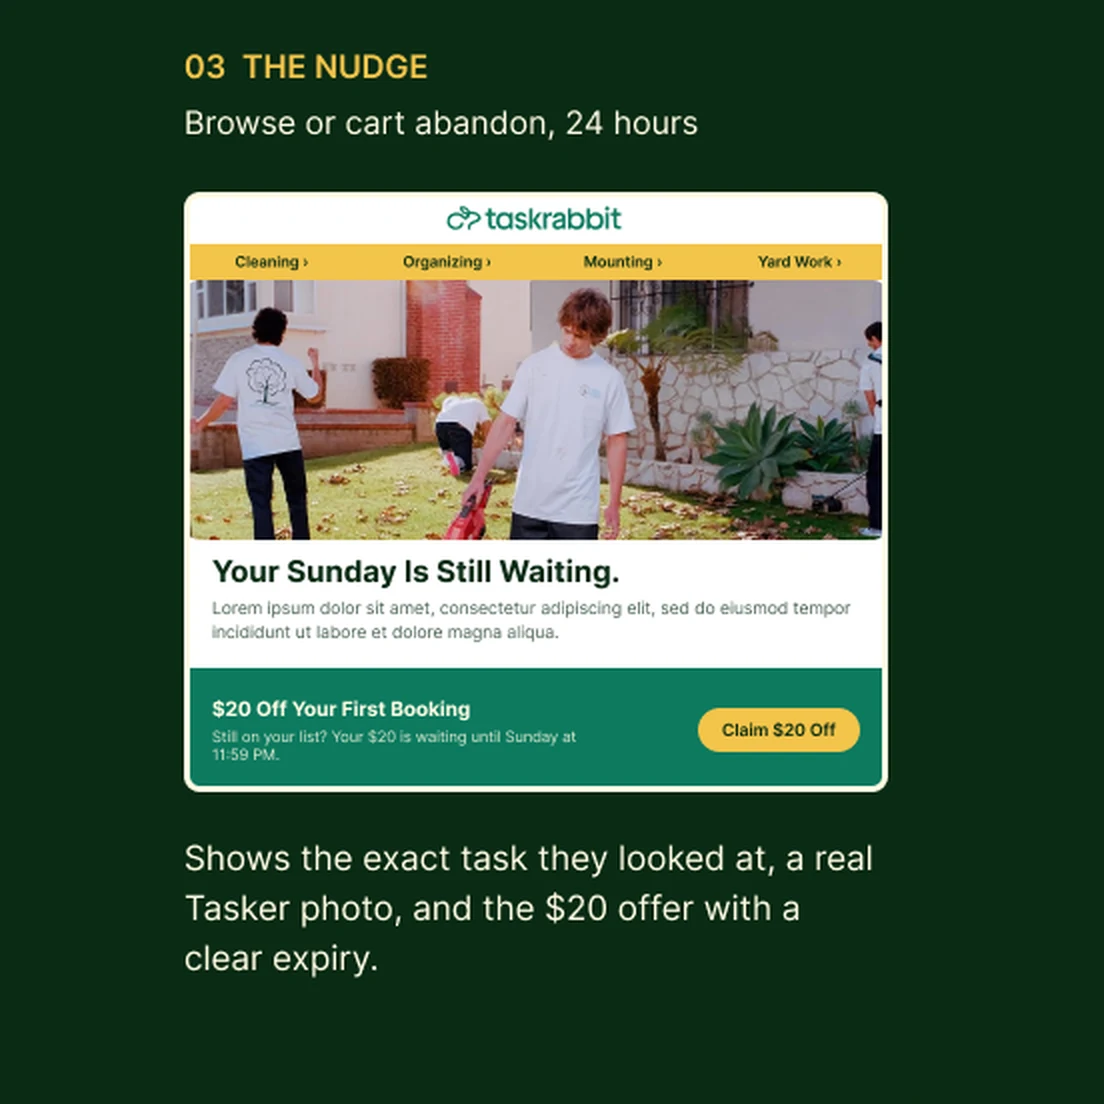 03 THE NUDGE
Browse or cart abandon, 24 hours
taskrabbit
Cleaning ›
Organizing ›
Mounting ›
Yard Work ›
Your Sunday Is Still Waiting.
Lorem ipsum dolor sit amet, consectetur adipiscing elit, sed do eiusmod tempor
incididunt ut labore et dolore magna aliqua.
$20 Off Your First Booking
Still on your list? Your $20 is waiting until Sunday at
11:59 PM.
Claim $20 Off
Shows the exact task they looked at, a real
Tasker photo, and the $20 offer with a
clear expiry.